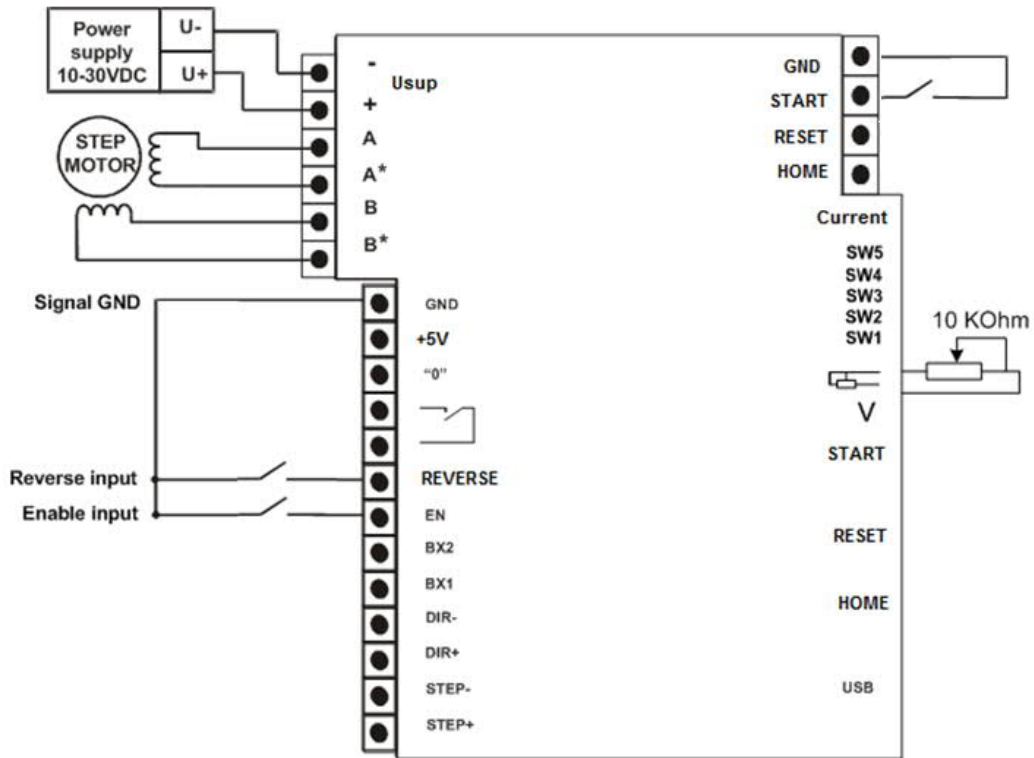 Power
supply
10-30VDC
U-
U+
STEP
MOTOR
-
+
Usup
A
A*
B
B*
GND
START
RESET
HOME
Current
SW5
SW4
SW3
SW2
SW1
10 KOhm
V
START
RESET
HOME
USB
Signal GND
GND
+5V
“0”
Reverse input
REVERSE
Enable input
EN
BX2
BX1
DIR-
DIR+
STEP-
STEP+